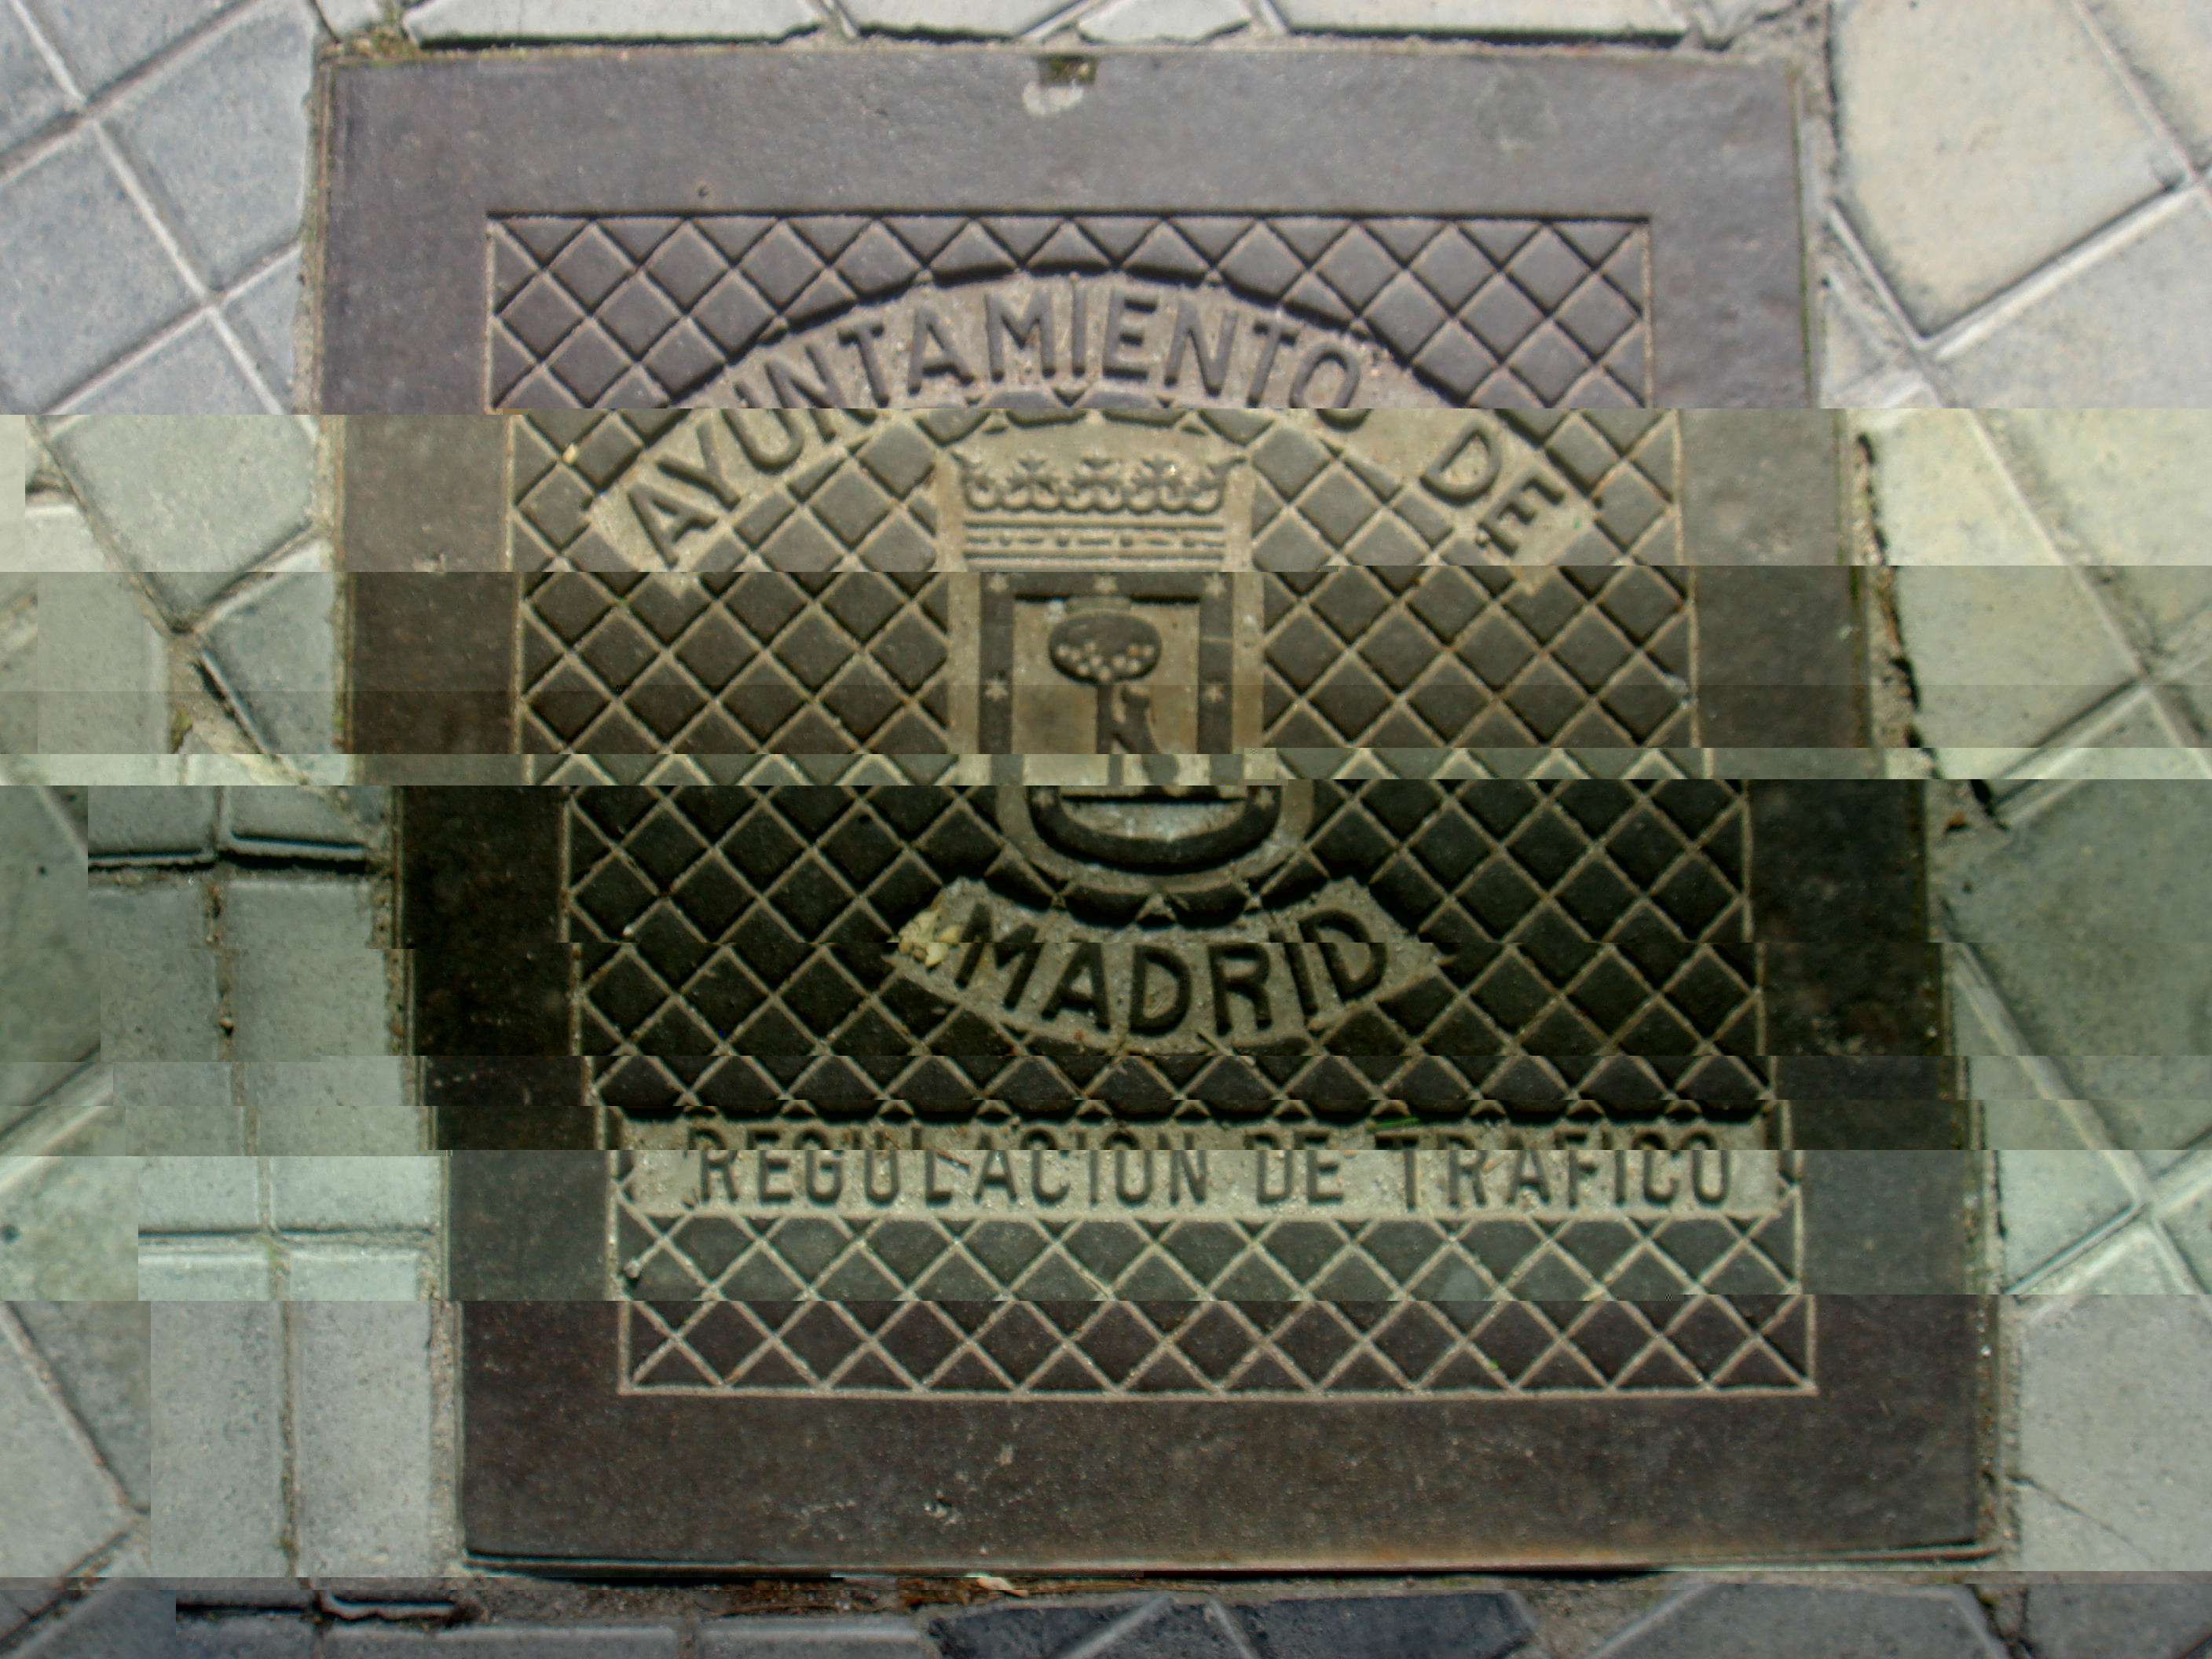 AYUNTAMIENTO DE
MADRID
REGULACION DE TRAFICO